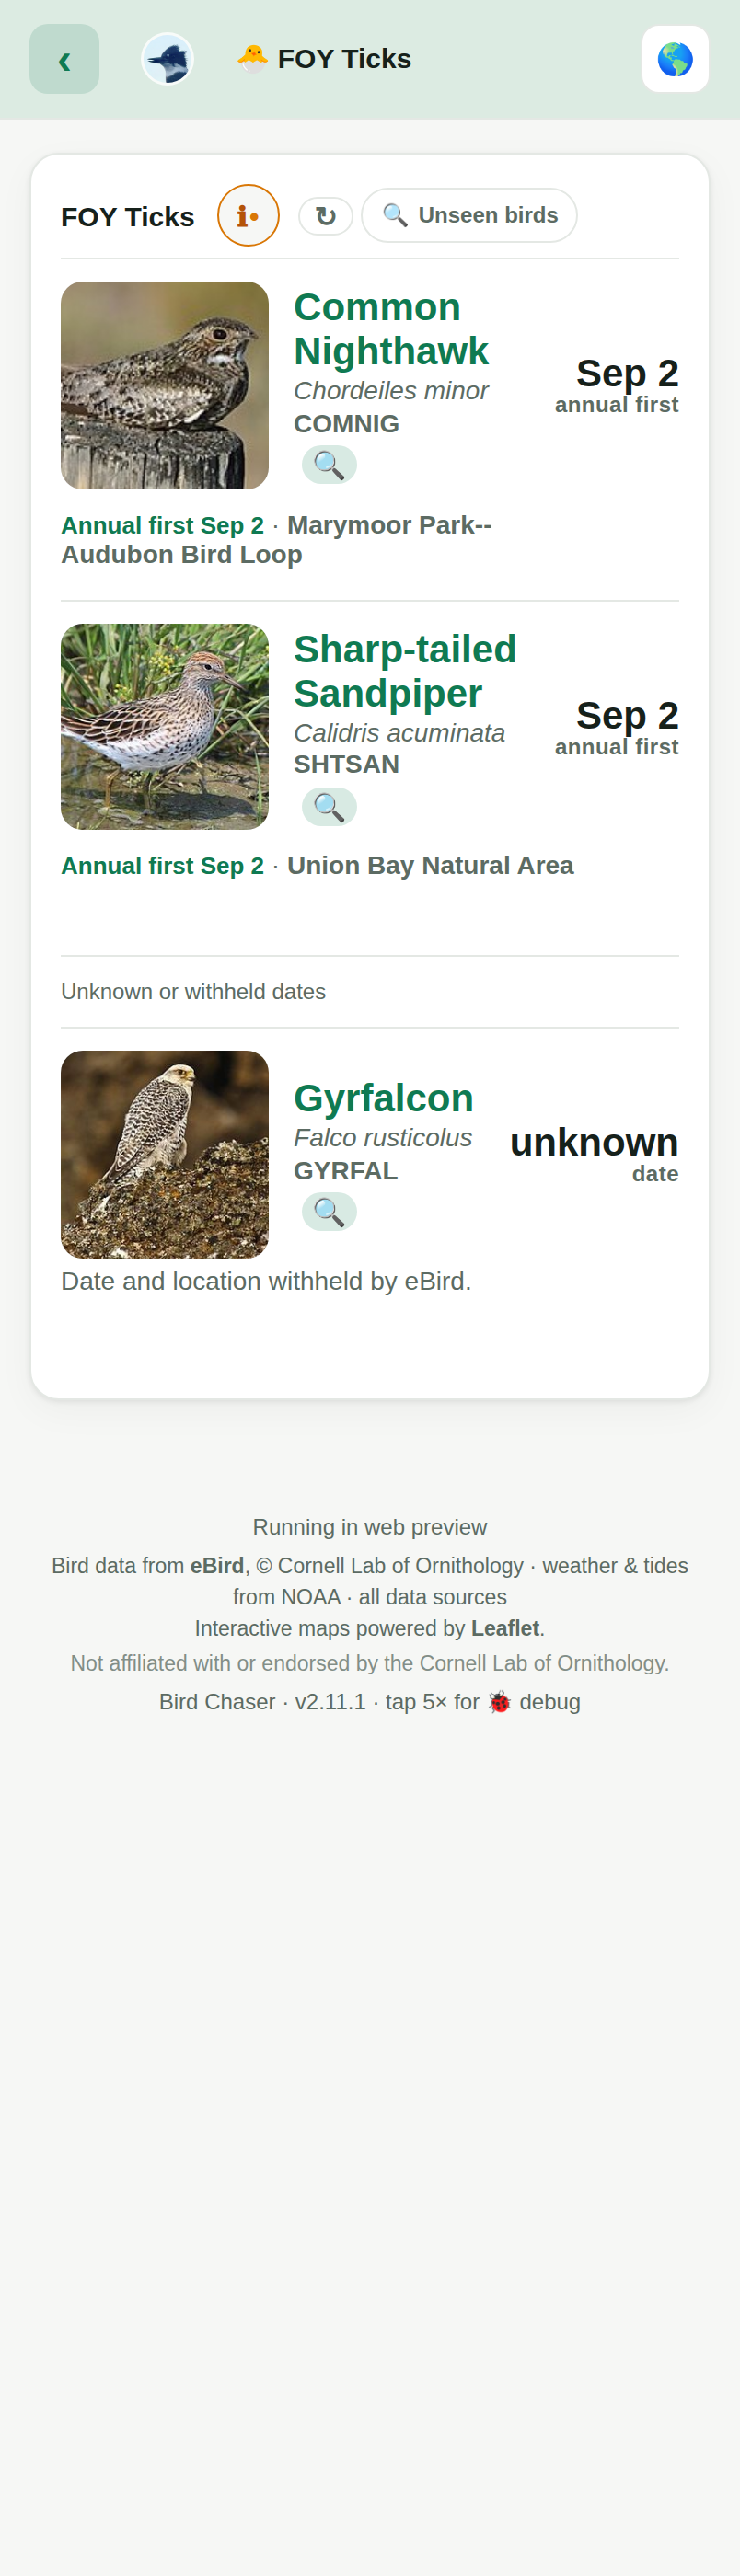 ‹ 🐣 FOY Ticks 🌎
FOY Ticks ℹ• ↻ 🔍 Unseen birds
Common
Nighthawk
Chordeiles minor
COMNIG
🔍
Sep 2
annual first
Annual first Sep 2 · Marymoor Park--
Audubon Bird Loop
Sharp-tailed
Sandpiper
Calidris acuminata
SHTSAN
🔍
Sep 2
annual first
Annual first Sep 2 · Union Bay Natural Area
Unknown or withheld dates
Gyrfalcon
Falco rusticolus
GYRFAL
🔍
unknown
date
Date and location withheld by eBird.
Running in web preview
Bird data from eBird, © Cornell Lab of Ornithology · weather & tides
from NOAA · all data sources
Interactive maps powered by Leaflet.
Not affiliated with or endorsed by the Cornell Lab of Ornithology.
Bird Chaser · v2.11.1 · tap 5× for 🐞 debug